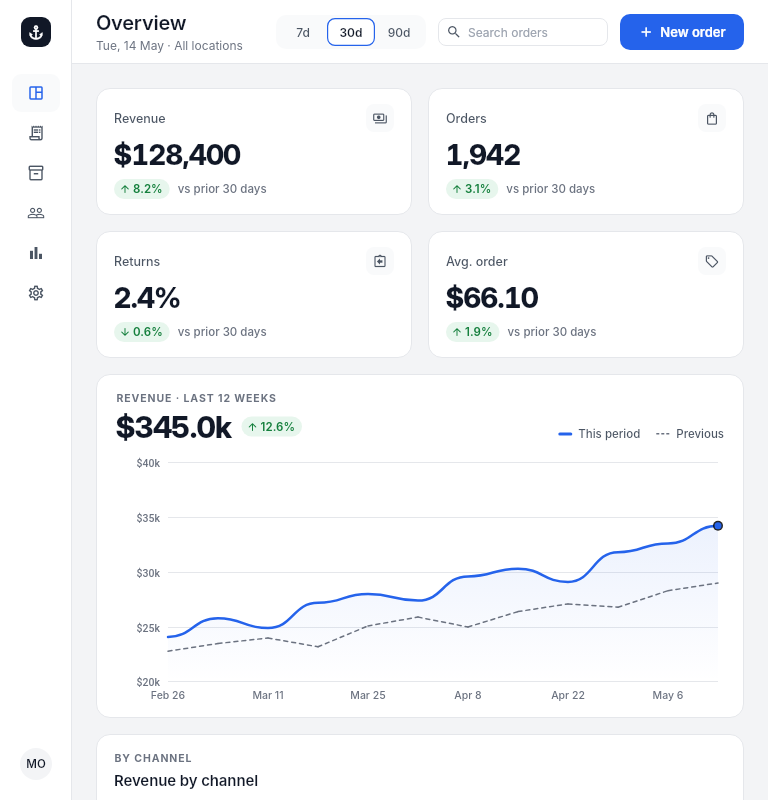 Overview
Tue, 14 May · All locations
7d
30d
90d
Search orders
New order
Revenue
$128,400
8.2%
vs prior 30 days
Orders
1,942
3.1%
vs prior 30 days
Returns
2.4%
0.6%
vs prior 30 days
Avg. order
$66.10
1.9%
vs prior 30 days
REVENUE · LAST 12 WEEKS
$345.0k
12.6%
This period
Previous
$40k
$35k
$30k
$25k
$20k
Feb 26
Mar 11
Mar 25
Apr 8
Apr 22
May 6
BY CHANNEL
Revenue by channel
MO